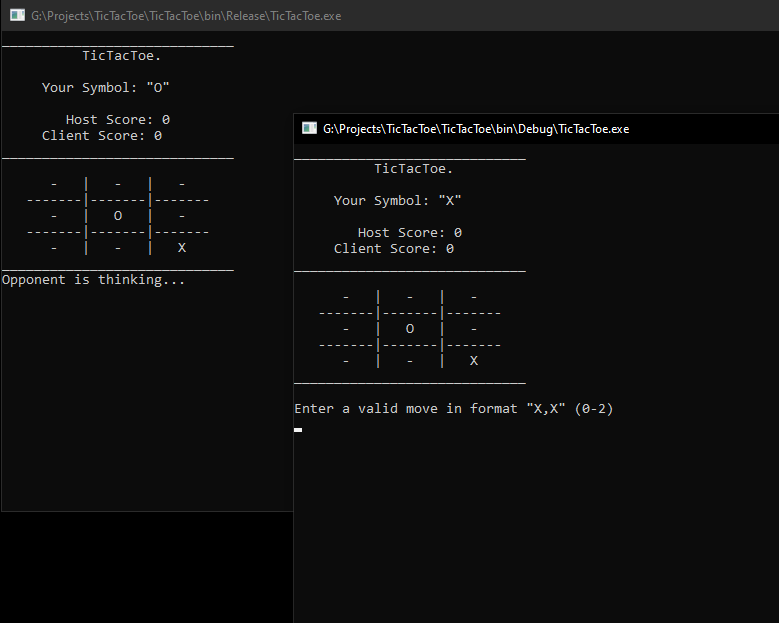 G:\Projects\TicTacToe\TicTacToe\bin\Release\TicTacToe.exe
_____________________________
TicTacToe.
Your Symbol: "O"
Host Score: 0
Client Score: 0
_____________________________
- | - | -
-------|-------|-------
- | O | -
-------|-------|-------
- | - | X
_____________________________
Opponent is thinking...
G:\Projects\TicTacToe\TicTacToe\bin\Debug\TicTacToe.exe
_____________________________
TicTacToe.
Your Symbol: "X"
Host Score: 0
Client Score: 0
_____________________________
- | - | -
-------|-------|-------
- | O | -
-------|-------|-------
- | - | X
_____________________________
Enter a valid move in format "X,X" (0-2)